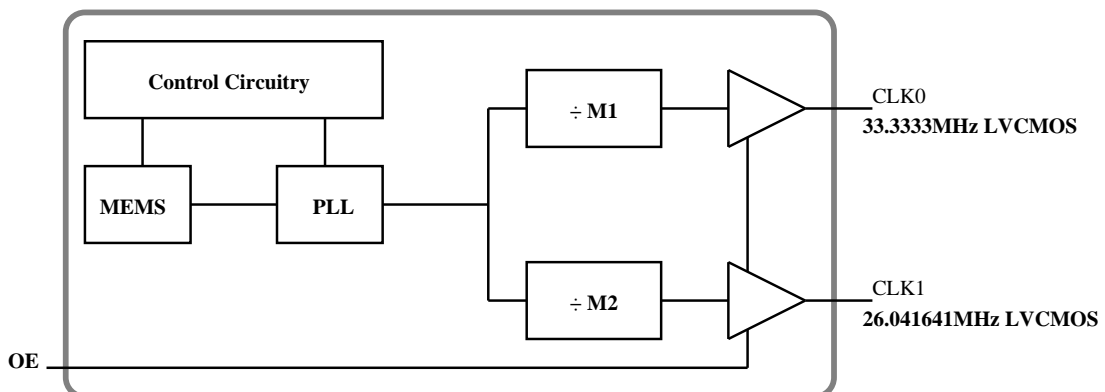 Control Circuitry
÷ M1
CLK0
33.3333MHz LVCMOS
MEMS
PLL
÷ M2
CLK1
26.041641MHz LVCMOS
OE